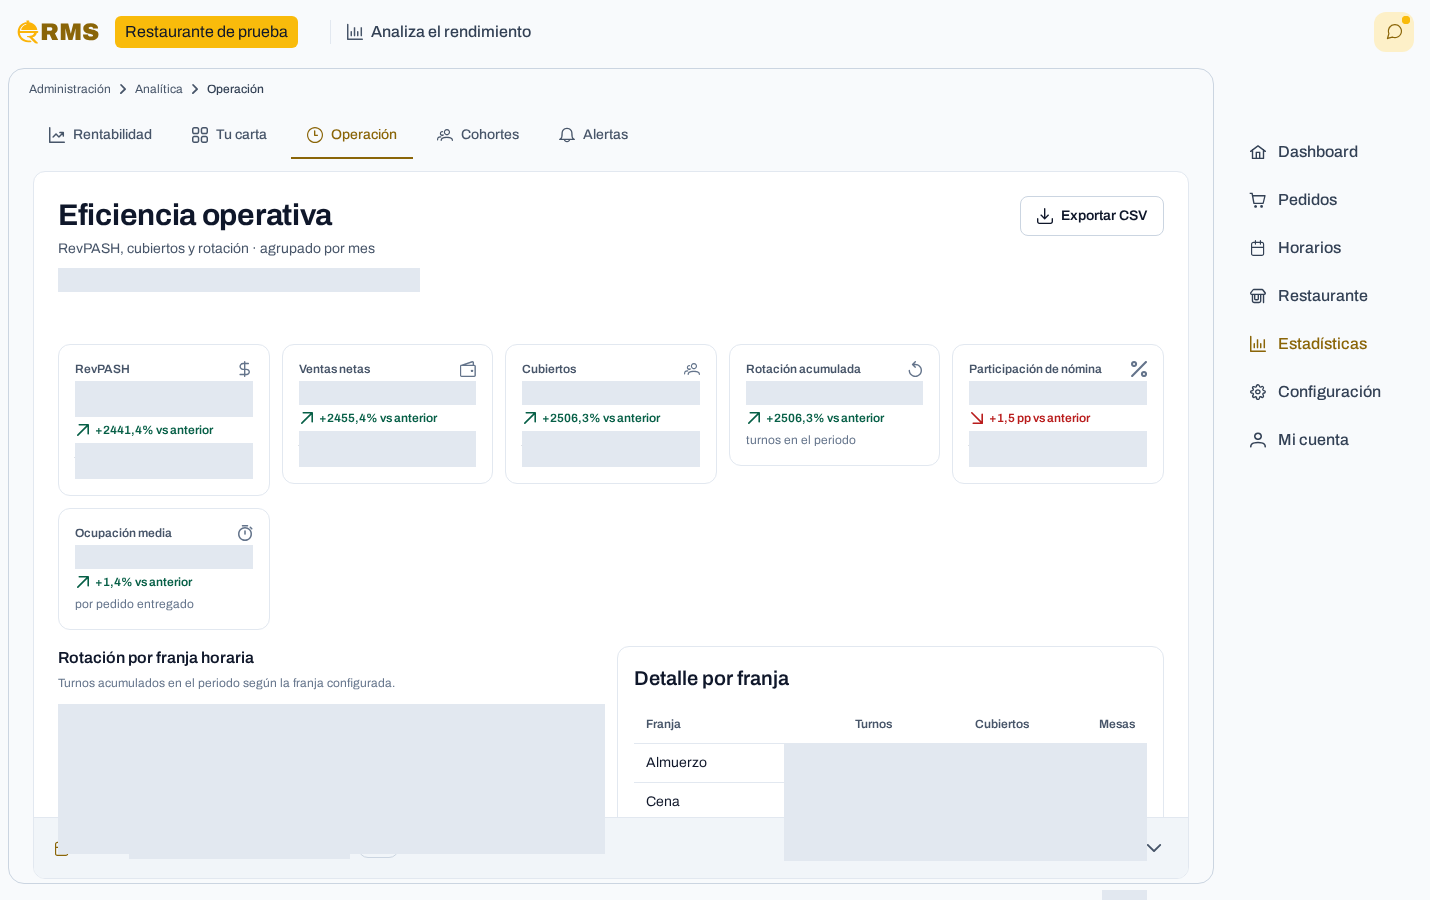 RMS
Restaurante de prueba
Analiza el rendimiento
Administración
Analítica
Operación
Rentabilidad
Tu carta
Operación
Cohortes
Alertas
Eficiencia operativa
RevPASH, cubiertos y rotación · agrupado por mes
Exportar CSV
RevPASH
+2441,4% vs anterior
Ventas netas
+2455,4% vs anterior
Cubiertos
+2506,3% vs anterior
Rotación acumulada
+2506,3% vs anterior
turnos en el periodo
Participación de nómina
+1,5 pp vs anterior
Ocupación media
+1,4% vs anterior
por pedido entregado
Rotación por franja horaria
Turnos acumulados en el periodo según la franja configurada.
Detalle por franja
Franja Turnos Cubiertos Mesas
Almuerzo
Cena
Dashboard
Pedidos
Horarios
Restaurante
Estadísticas
Configuración
Mi cuenta